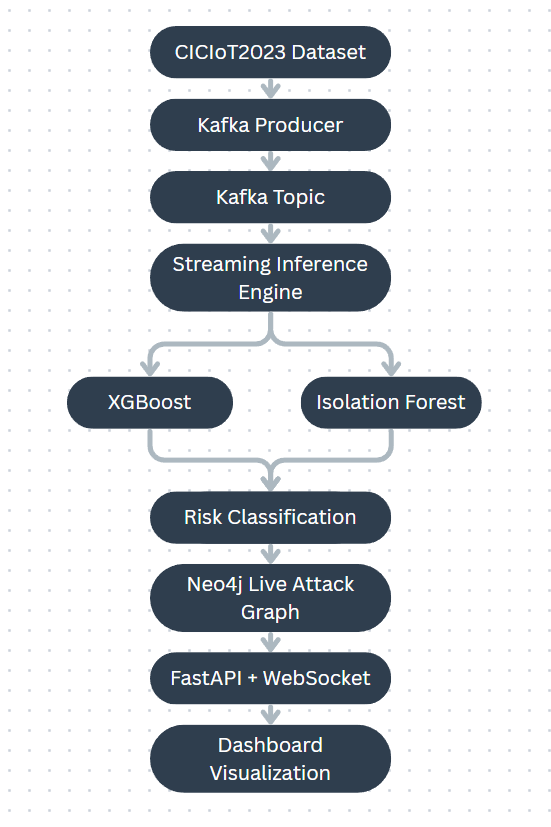 CICIoT2023 Dataset
Kafka Producer
Kafka Topic
Streaming Inference
Engine
XGBoost
Isolation Forest
Risk Classification
Neo4j Live Attack
Graph
FastAPI + WebSocket
Dashboard
Visualization